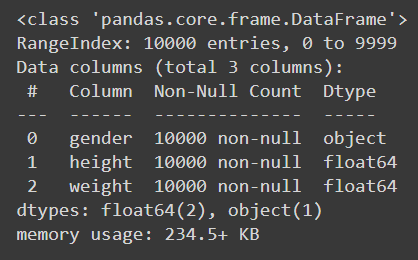 <class 'pandas.core.frame.DataFrame'>
RangeIndex: 10000 entries, 0 to 9999
Data columns (total 3 columns):
 #   Column  Non-Null Count  Dtype
---  ------  --------------  -----
 0   gender  10000 non-null  object
 1   height  10000 non-null  float64
 2   weight  10000 non-null  float64
dtypes: float64(2), object(1)
memory usage: 234.5+ KB